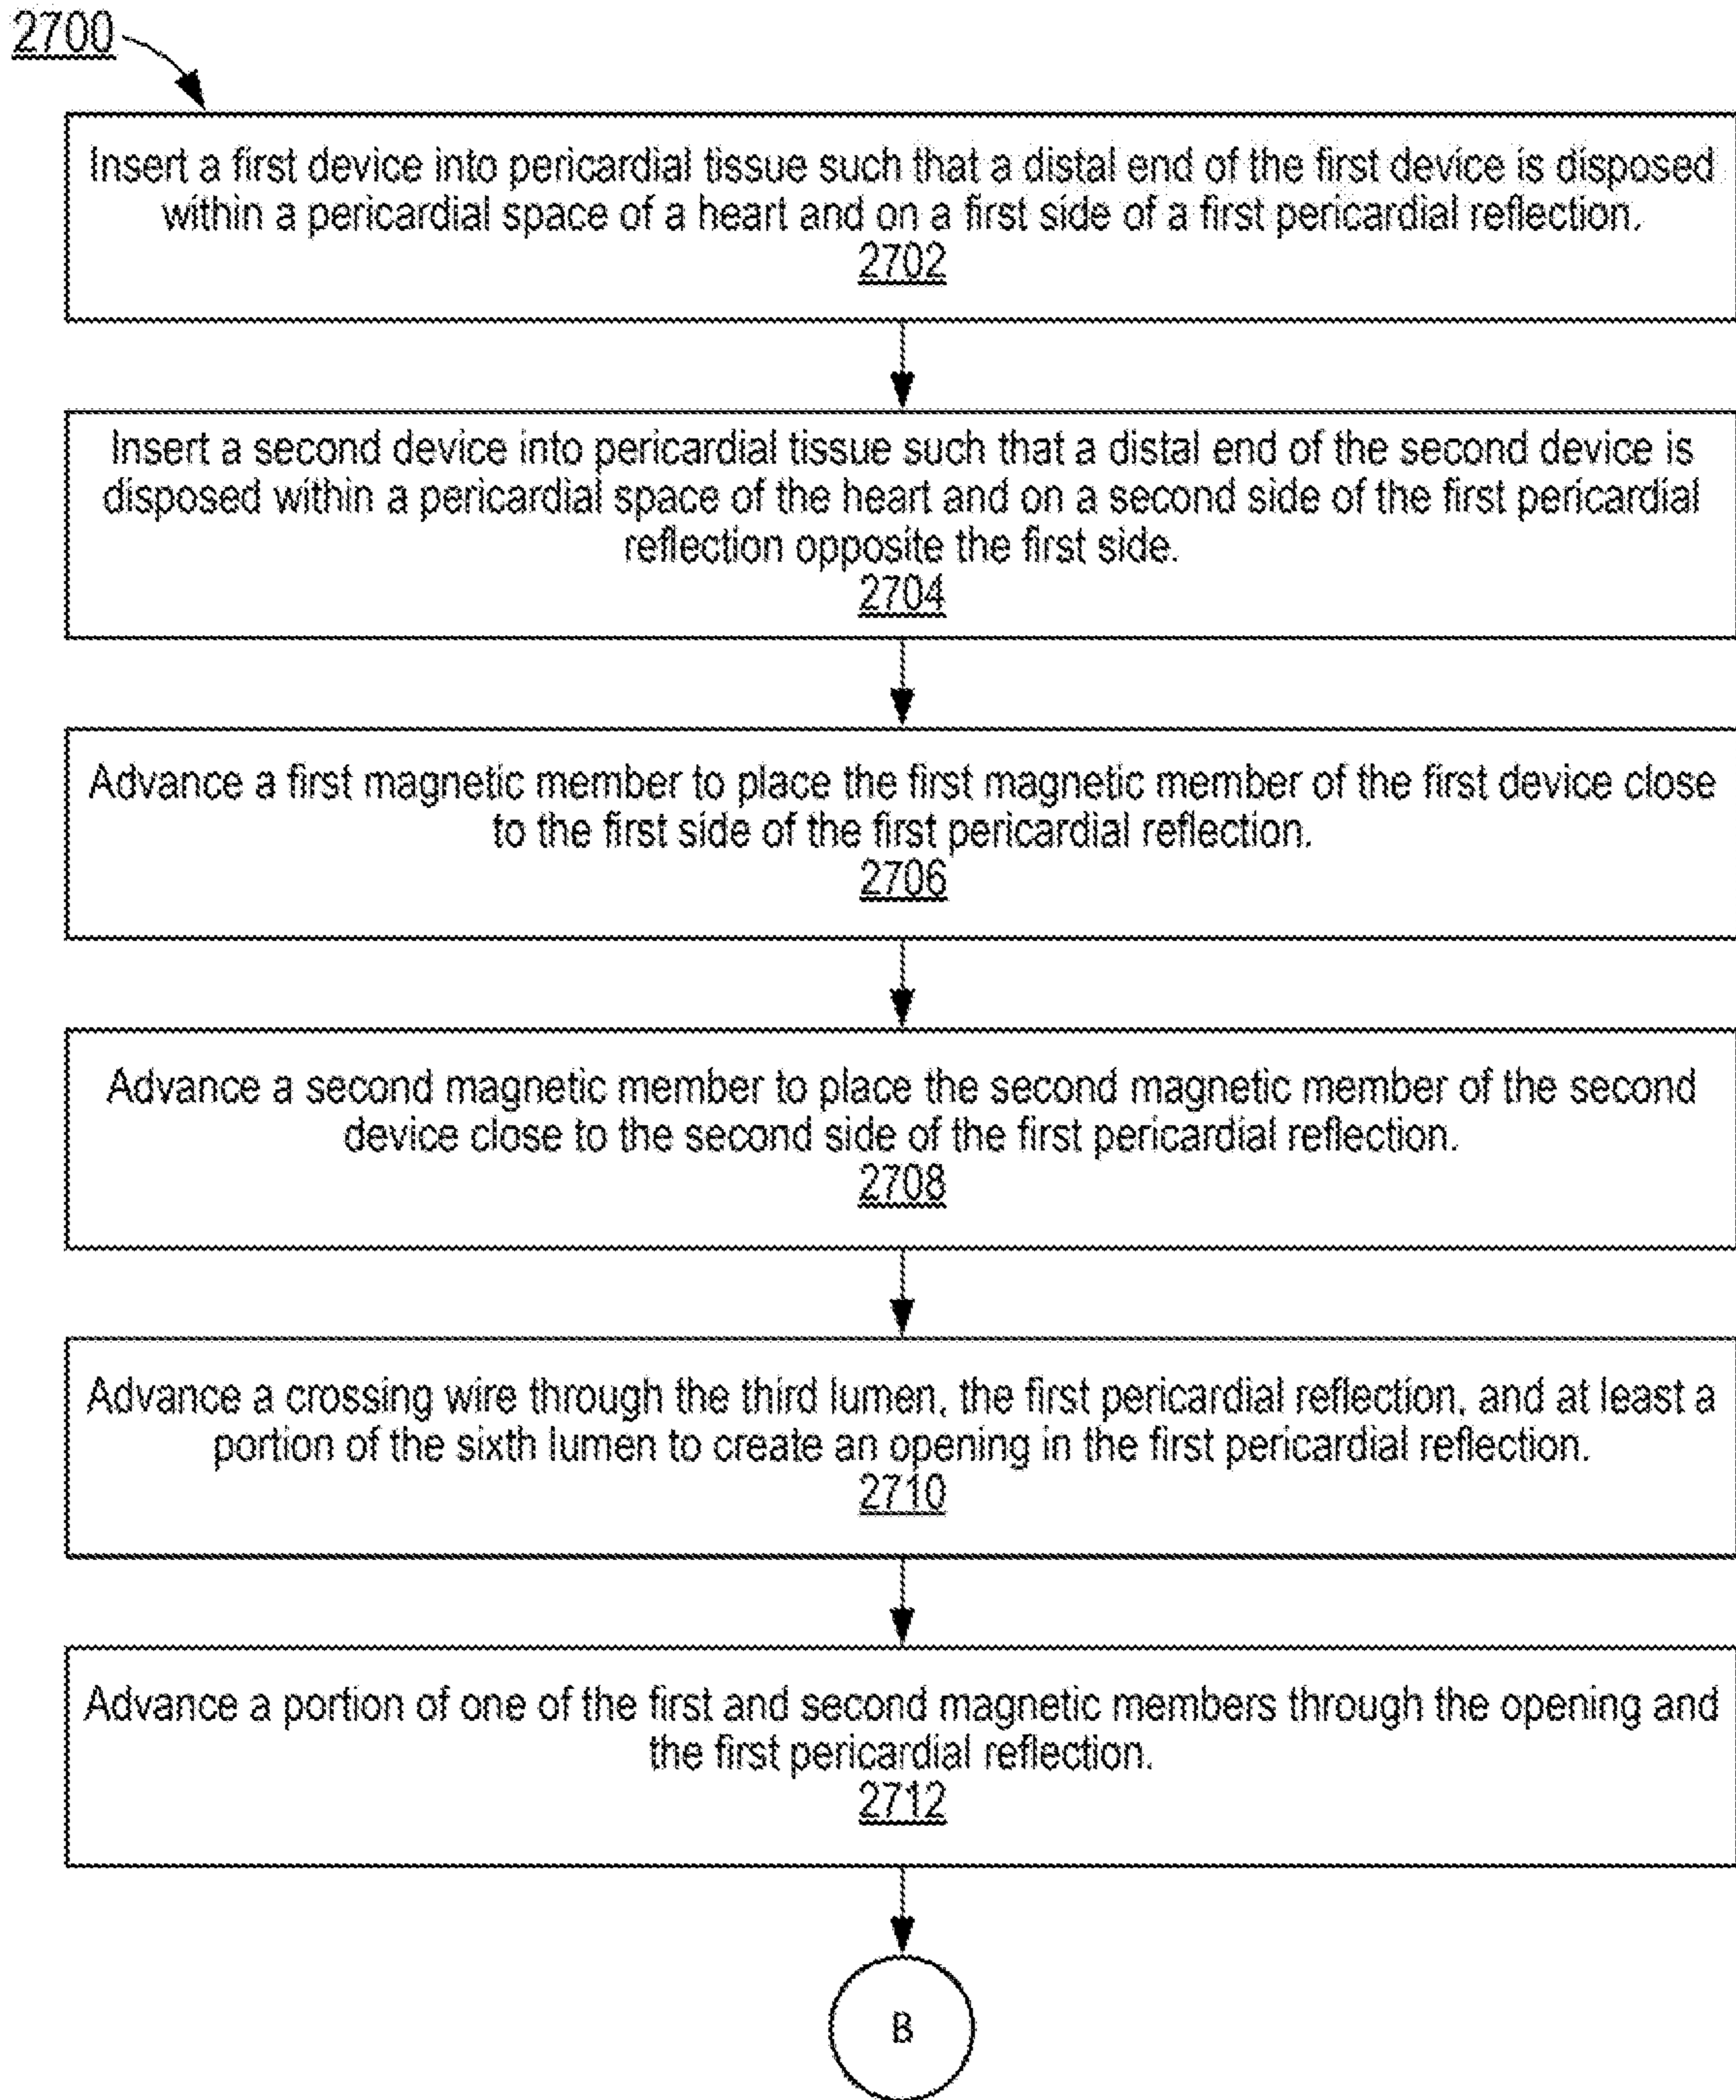 2700
Insert a first device into pericardial tissue such that a distal end of the first device is disposed
within a pericardial space of a heart and on a first side of a first pericardial reflection.
2702
Insert a second device into pericardial tissue such that a distal end of the second device is
disposed within a pericardial space of the heart and on a second side of the first pericardial
reflection opposite the first side.
2704
Advance a first magnetic member to place the first magnetic member of the first device close
to the first side of the first pericardial reflection.
2706
Advance a second magnetic member to place the second magnetic member of the second
device close to the second side of the first pericardial reflection.
2708
Advance a crossing wire through the third lumen, the first pericardial reflection, and at least a
portion of the sixth lumen to create an opening in the first pericardial reflection.
2710
Advance a portion of one of the first and second magnetic members through the opening and
the first pericardial reflection.
2712
B